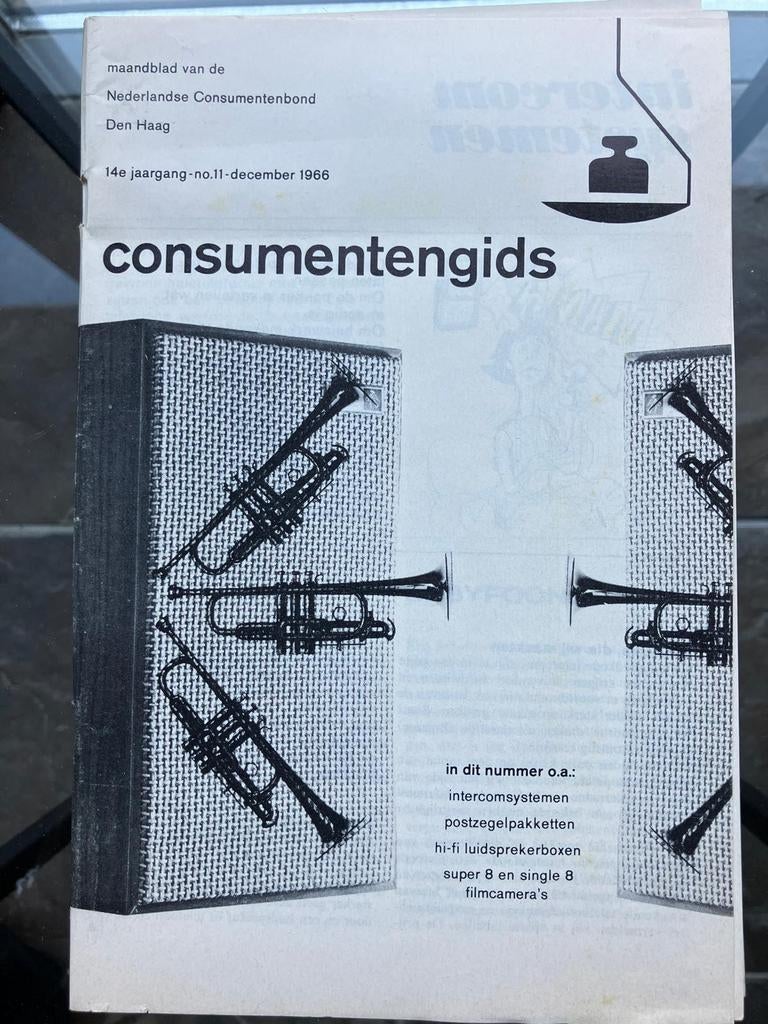 maandblad van de
Nederlandse Consumentenbond
Den Haag
14e jaargang-no.11-december 1966
consumentengids
in dit nummer o.a.:
intercomsystemen
postzegelpakketten
hi-fi luidsprekerboxen
super 8 en single 8
filmcamera's